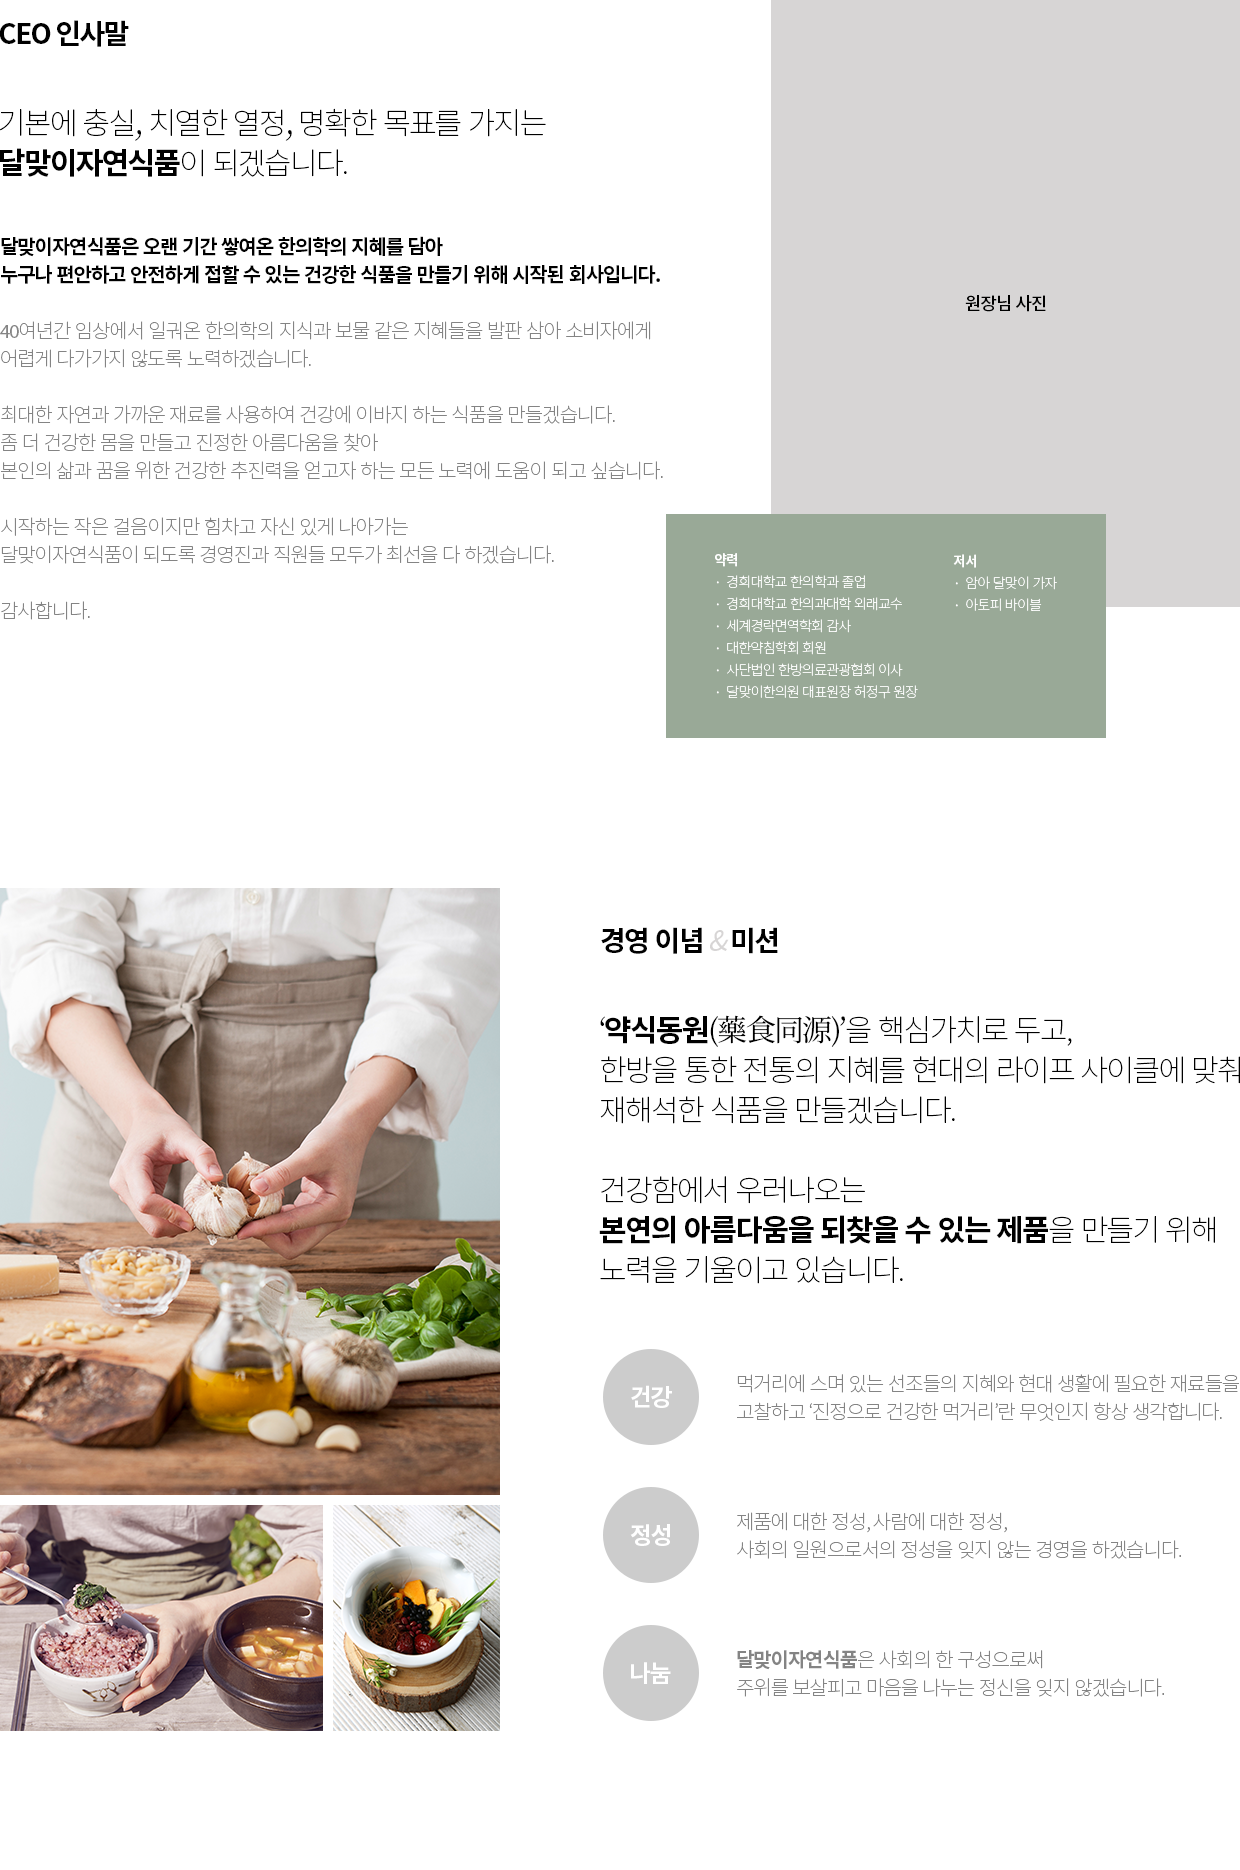 CEO 인사말
기본에 충실, 치열한 열정, 명확한 목표를 가지는
달맞이자연식품이 되겠습니다.
달맞이자연식품은 오랜 기간 쌓여온 한의학의 지혜를 담아
누구나 편안하고 안전하게 접할 수 있는 건강한 식품을 만들기 위해 시작된 회사입니다.
40여년간 임상에서 일궈온 한의학의 지식과 보물 같은 지혜들을 발판 삼아 소비자에게
어렵게 다가가지 않도록 노력하겠습니다.
최대한 자연과 가까운 재료를 사용하여 건강에 이바지 하는 식품을 만들겠습니다.
좀 더 건강한 몸을 만들고 진정한 아름다움을 찾아
본인의 삶과 꿈을 위한 건강한 추진력을 얻고자 하는 모든 노력에 도움이 되고 싶습니다.
시작하는 작은 걸음이지만 힘차고 자신 있게 나아가는
달맞이자연식품이 되도록 경영진과 직원들 모두가 최선을 다 하겠습니다.
감사합니다.
원장님 사진
약력
· 경희대학교 한의학과 졸업
· 경희대학교 한의과대학 외래교수
· 세계경락면역학회 감사
· 대한약침학회 회원
· 사단법인 한방의료관광협회 이사
· 달맞이한의원 대표원장 허정구 원장
저서
· 암아 달맞이 가자
· 아토피 바이블
경영 이념 & 미션
‘약식동원(藥食同源)’을 핵심가치로 두고,
한방을 통한 전통의 지혜를 현대의 라이프 사이클에 맞춰
재해석한 식품을 만들겠습니다.
건강함에서 우러나오는
본연의 아름다움을 되찾을 수 있는 제품을 만들기 위해
노력을 기울이고 있습니다.
건강
먹거리에 스며 있는 선조들의 지혜와 현대 생활에 필요한 재료들을
고찰하고 ‘진정으로 건강한 먹거리’란 무엇인지 항상 생각합니다.
정성
제품에 대한 정성, 사람에 대한 정성,
사회의 일원으로서의 정성을 잊지 않는 경영을 하겠습니다.
나눔
달맞이자연식품은 사회의 한 구성으로써
주위를 보살피고 마음을 나누는 정신을 잊지 않겠습니다.